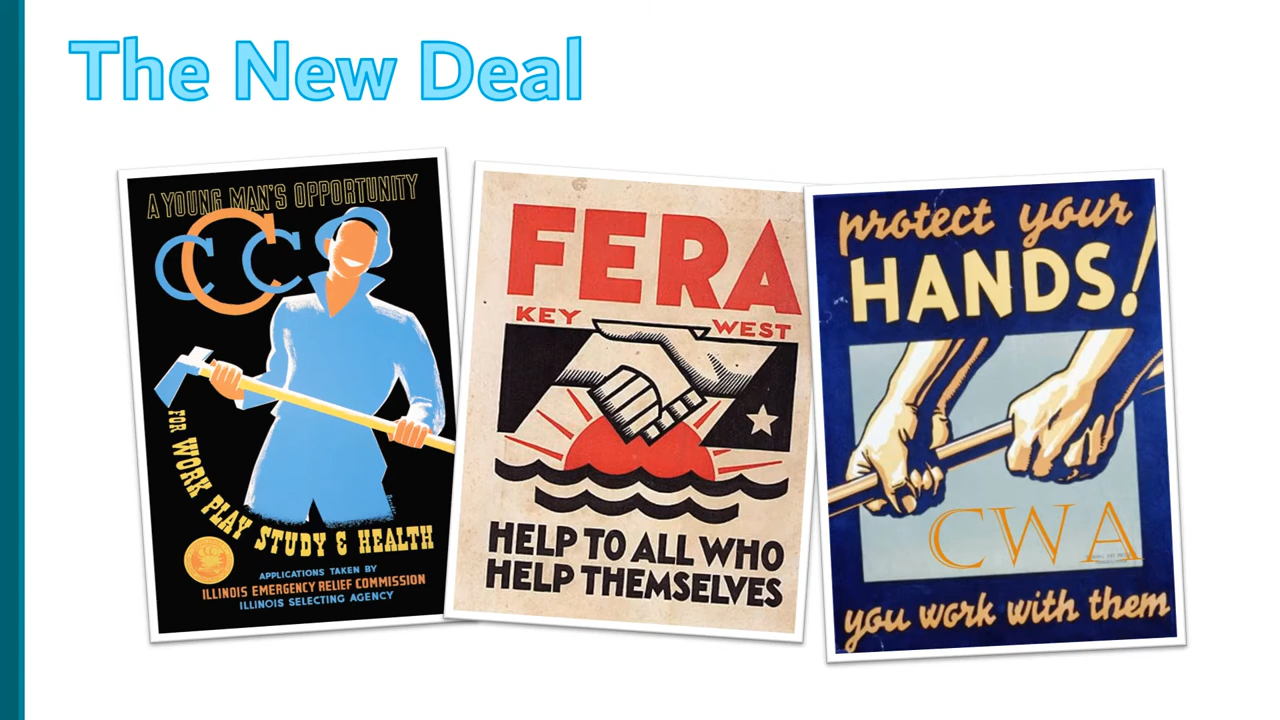 The New Deal
A YOUNG MAN'S OPPORTUNITY
CCC
FOR WORK PLAY STUDY & HEALTH
APPLICATIONS TAKEN BY
ILLINOIS EMERGENCY RELIEF COMMISSION
ILLINOIS SELECTING AGENCY
FERA
KEY WEST
HELP TO ALL WHO
HELP THEMSELVES
protect your
HANDS!
CWA
you work with them